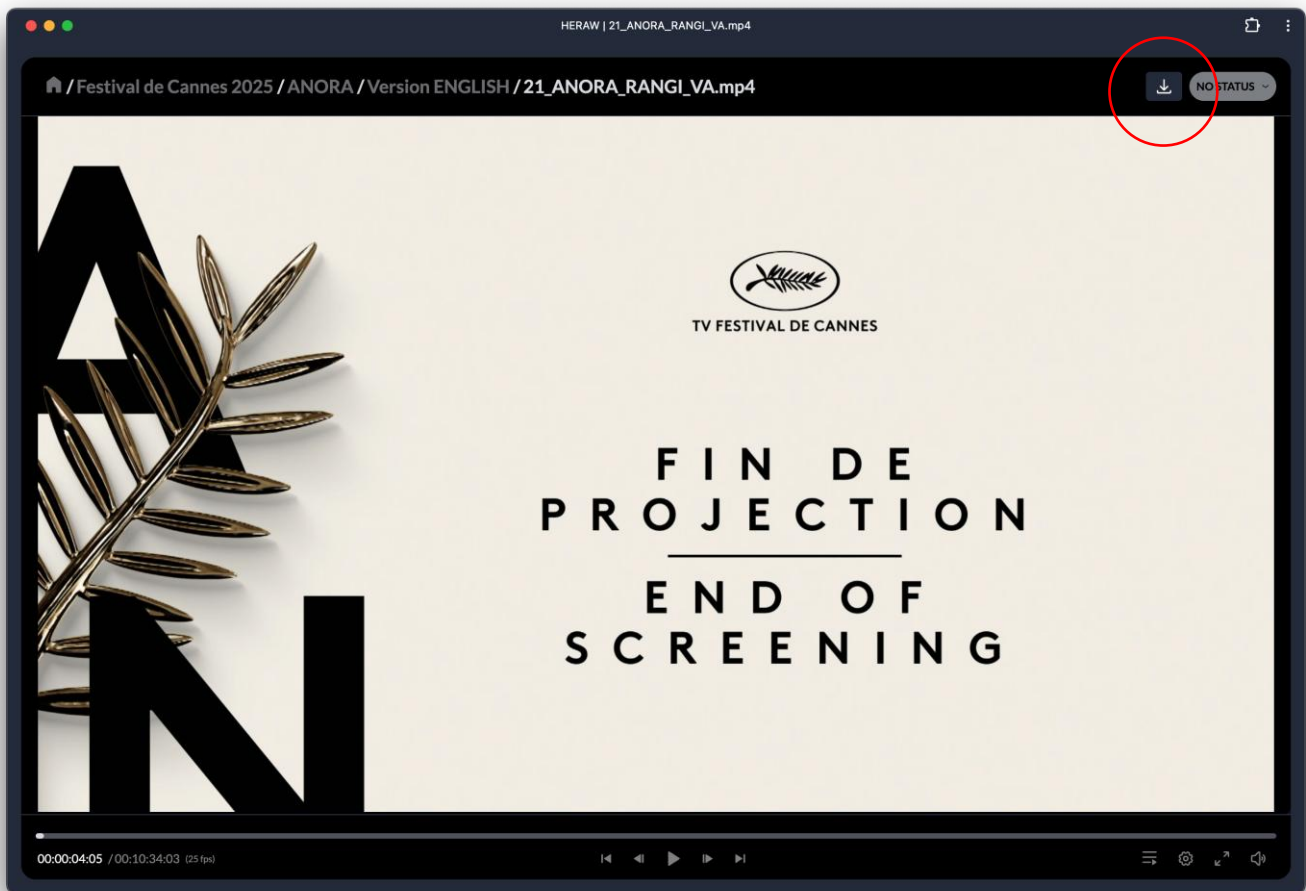 HERAW | 21_ANORA_RANGI_VA.mp4
/ Festival de Cannes 2025 / ANORA / Version ENGLISH / 21_ANORA_RANGI_VA.mp4
NO STATUS
AN
TV FESTIVAL DE CANNES
FIN DE
PROJECTION
END OF
SCREENING
00:00:04:05 / 00:10:34:03 (25 fps)